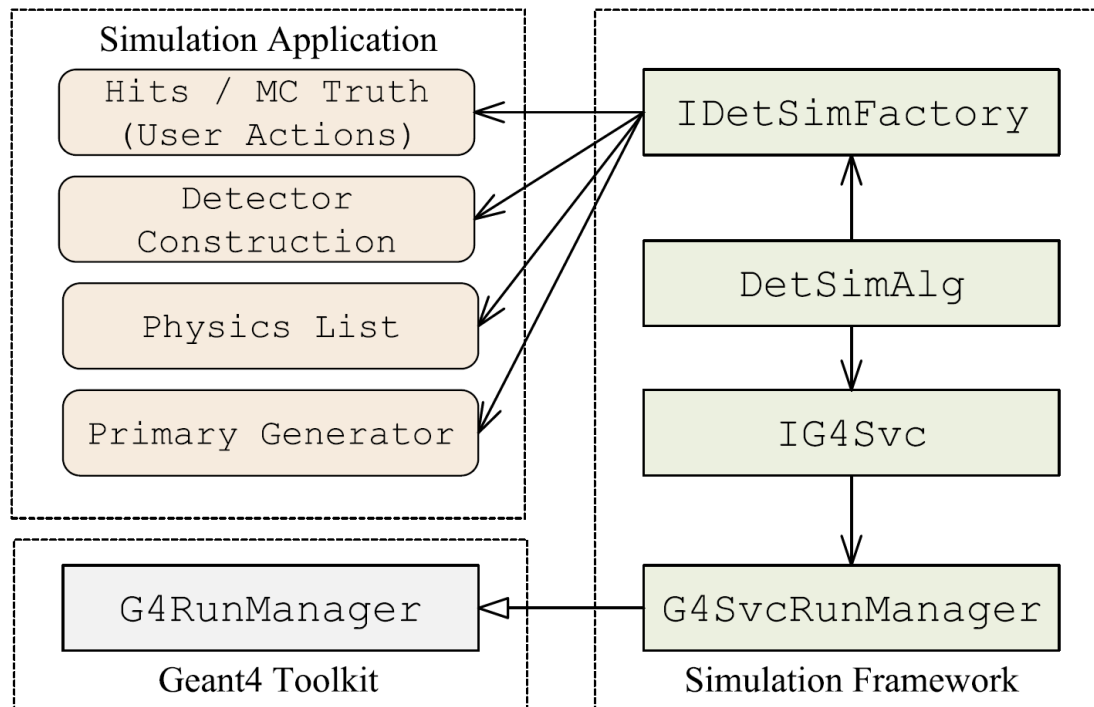 Simulation Application
Hits / MC Truth
(User Actions)
Detector
Construction
Physics List
Primary Generator
IDetSimFactory
DetSimAlg
IG4Svc
G4SvcRunManager
Simulation Framework
G4RunManager
Geant4 Toolkit